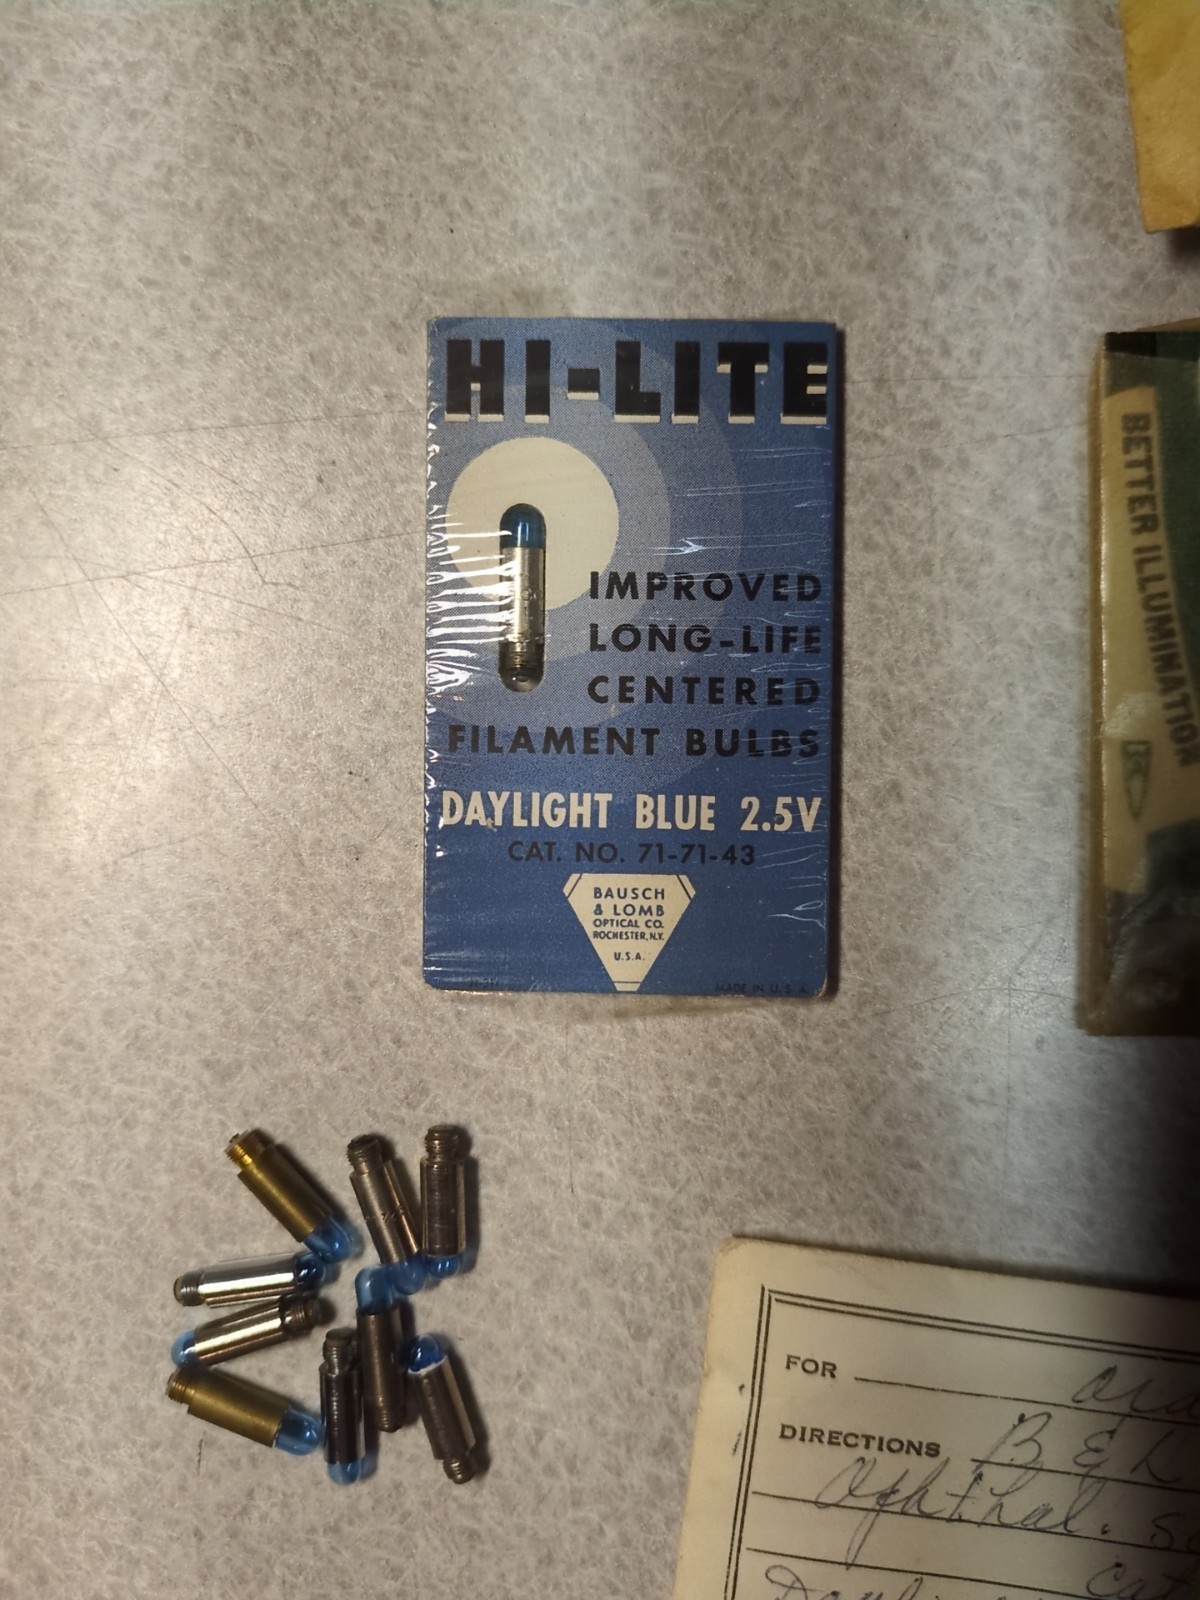 HI-LITE
IMPROVED
LONG-LIFE
CENTERED
FILAMENT BULBS
DAYLIGHT BLUE 2.5V
CAT. NO. 71-71-43
BAUSCH
& LOMB
OPTICAL CO.
ROCHESTER, N.Y.
U.S.A.
MADE IN U.S.A.
BETTER ILLUMINATION
FOR
DIRECTIONS B & L
Ophthal.